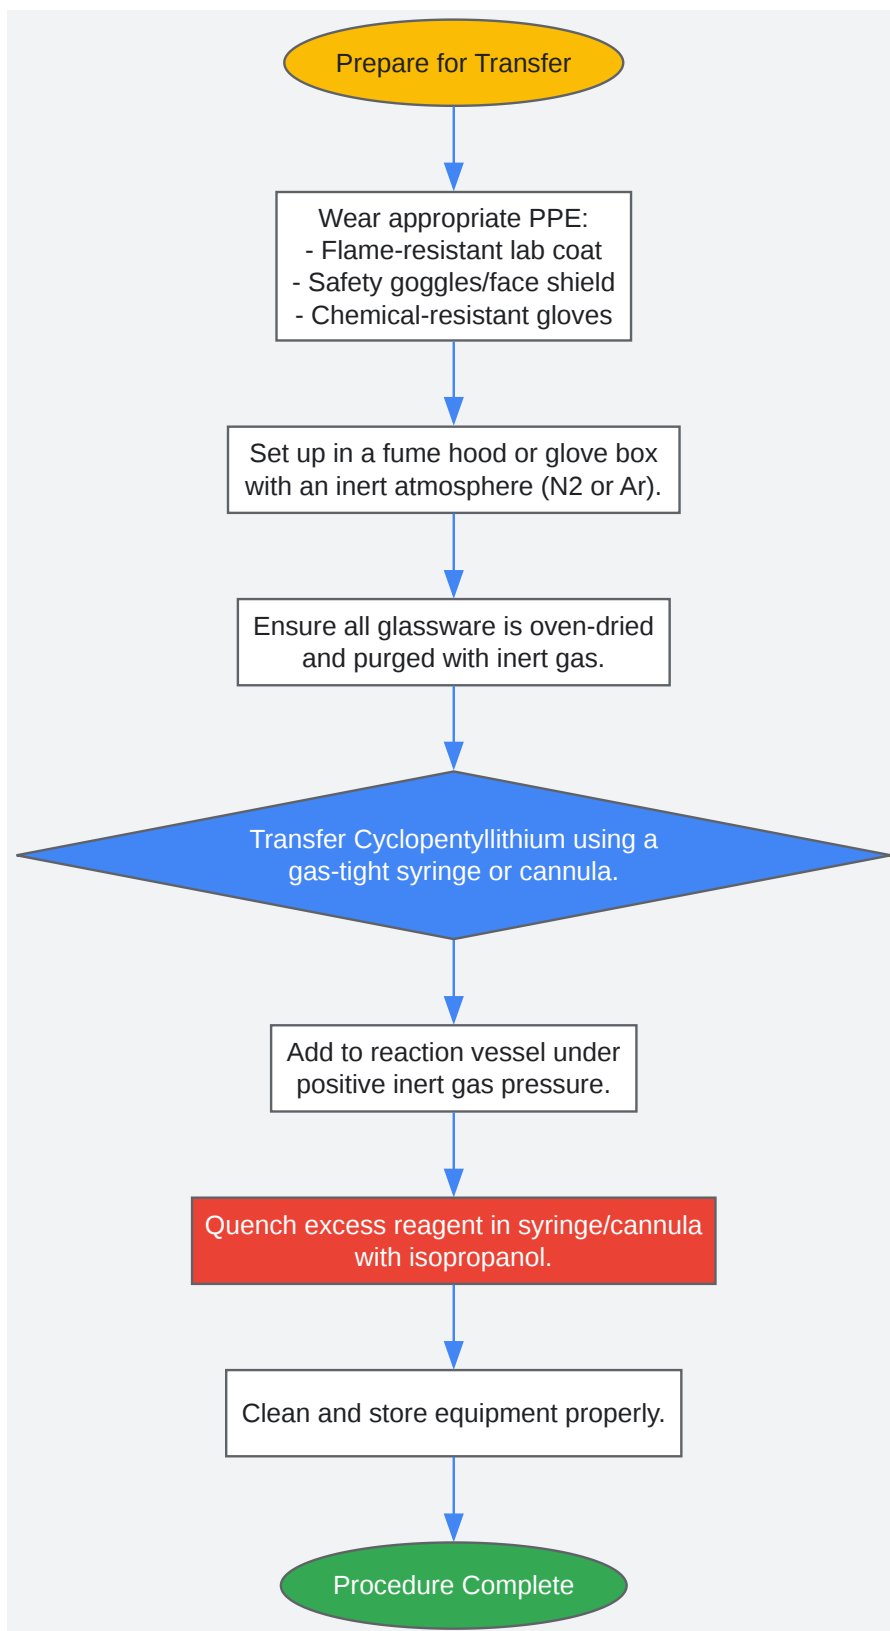 Prepare for Transfer
Wear appropriate PPE:
- Flame-resistant lab coat
- Safety goggles/face shield
- Chemical-resistant gloves
Set up in a fume hood or glove box
with an inert atmosphere (N2 or Ar).
Ensure all glassware is oven-dried
and purged with inert gas.
Transfer Cyclopentyllithium using a
gas-tight syringe or cannula.
Add to reaction vessel under
positive inert gas pressure.
Quench excess reagent in syringe/cannula
with isopropanol.
Clean and store equipment properly.
Procedure Complete